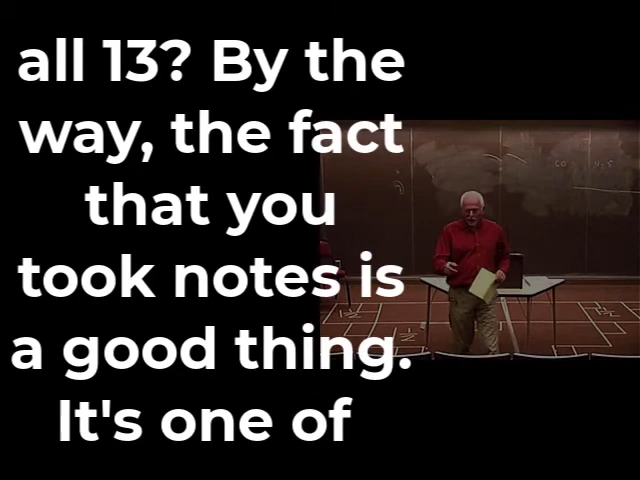 all 13? By the
way, the fact
that you
took notes is
a good thing.
It's one of